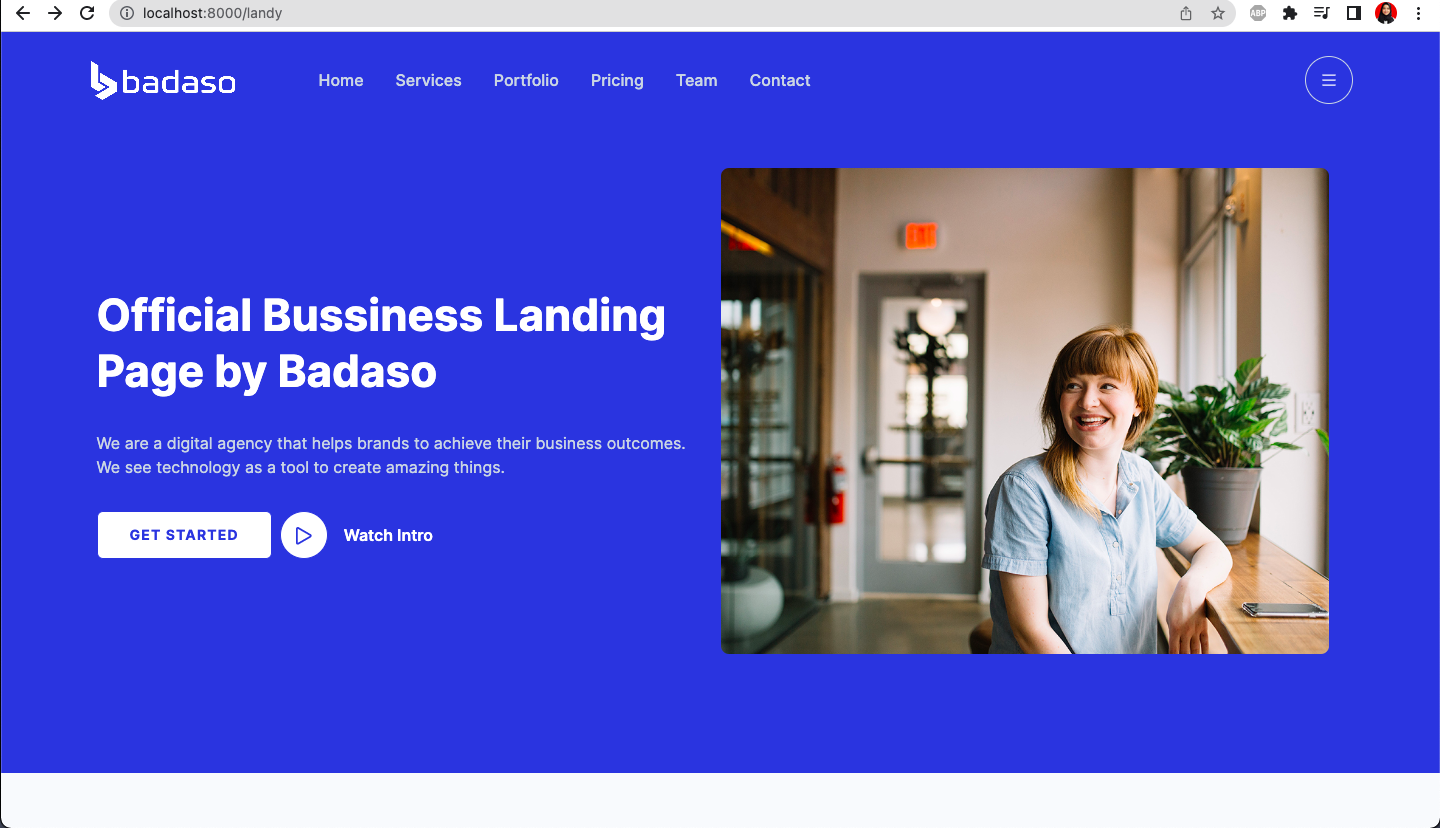 localhost:8000/landy
ABP
badaso
Home Services Portfolio Pricing Team Contact
Official Bussiness Landing
Page by Badaso
We are a digital agency that helps brands to achieve their business outcomes.
We see technology as a tool to create amazing things.
GET STARTED Watch Intro